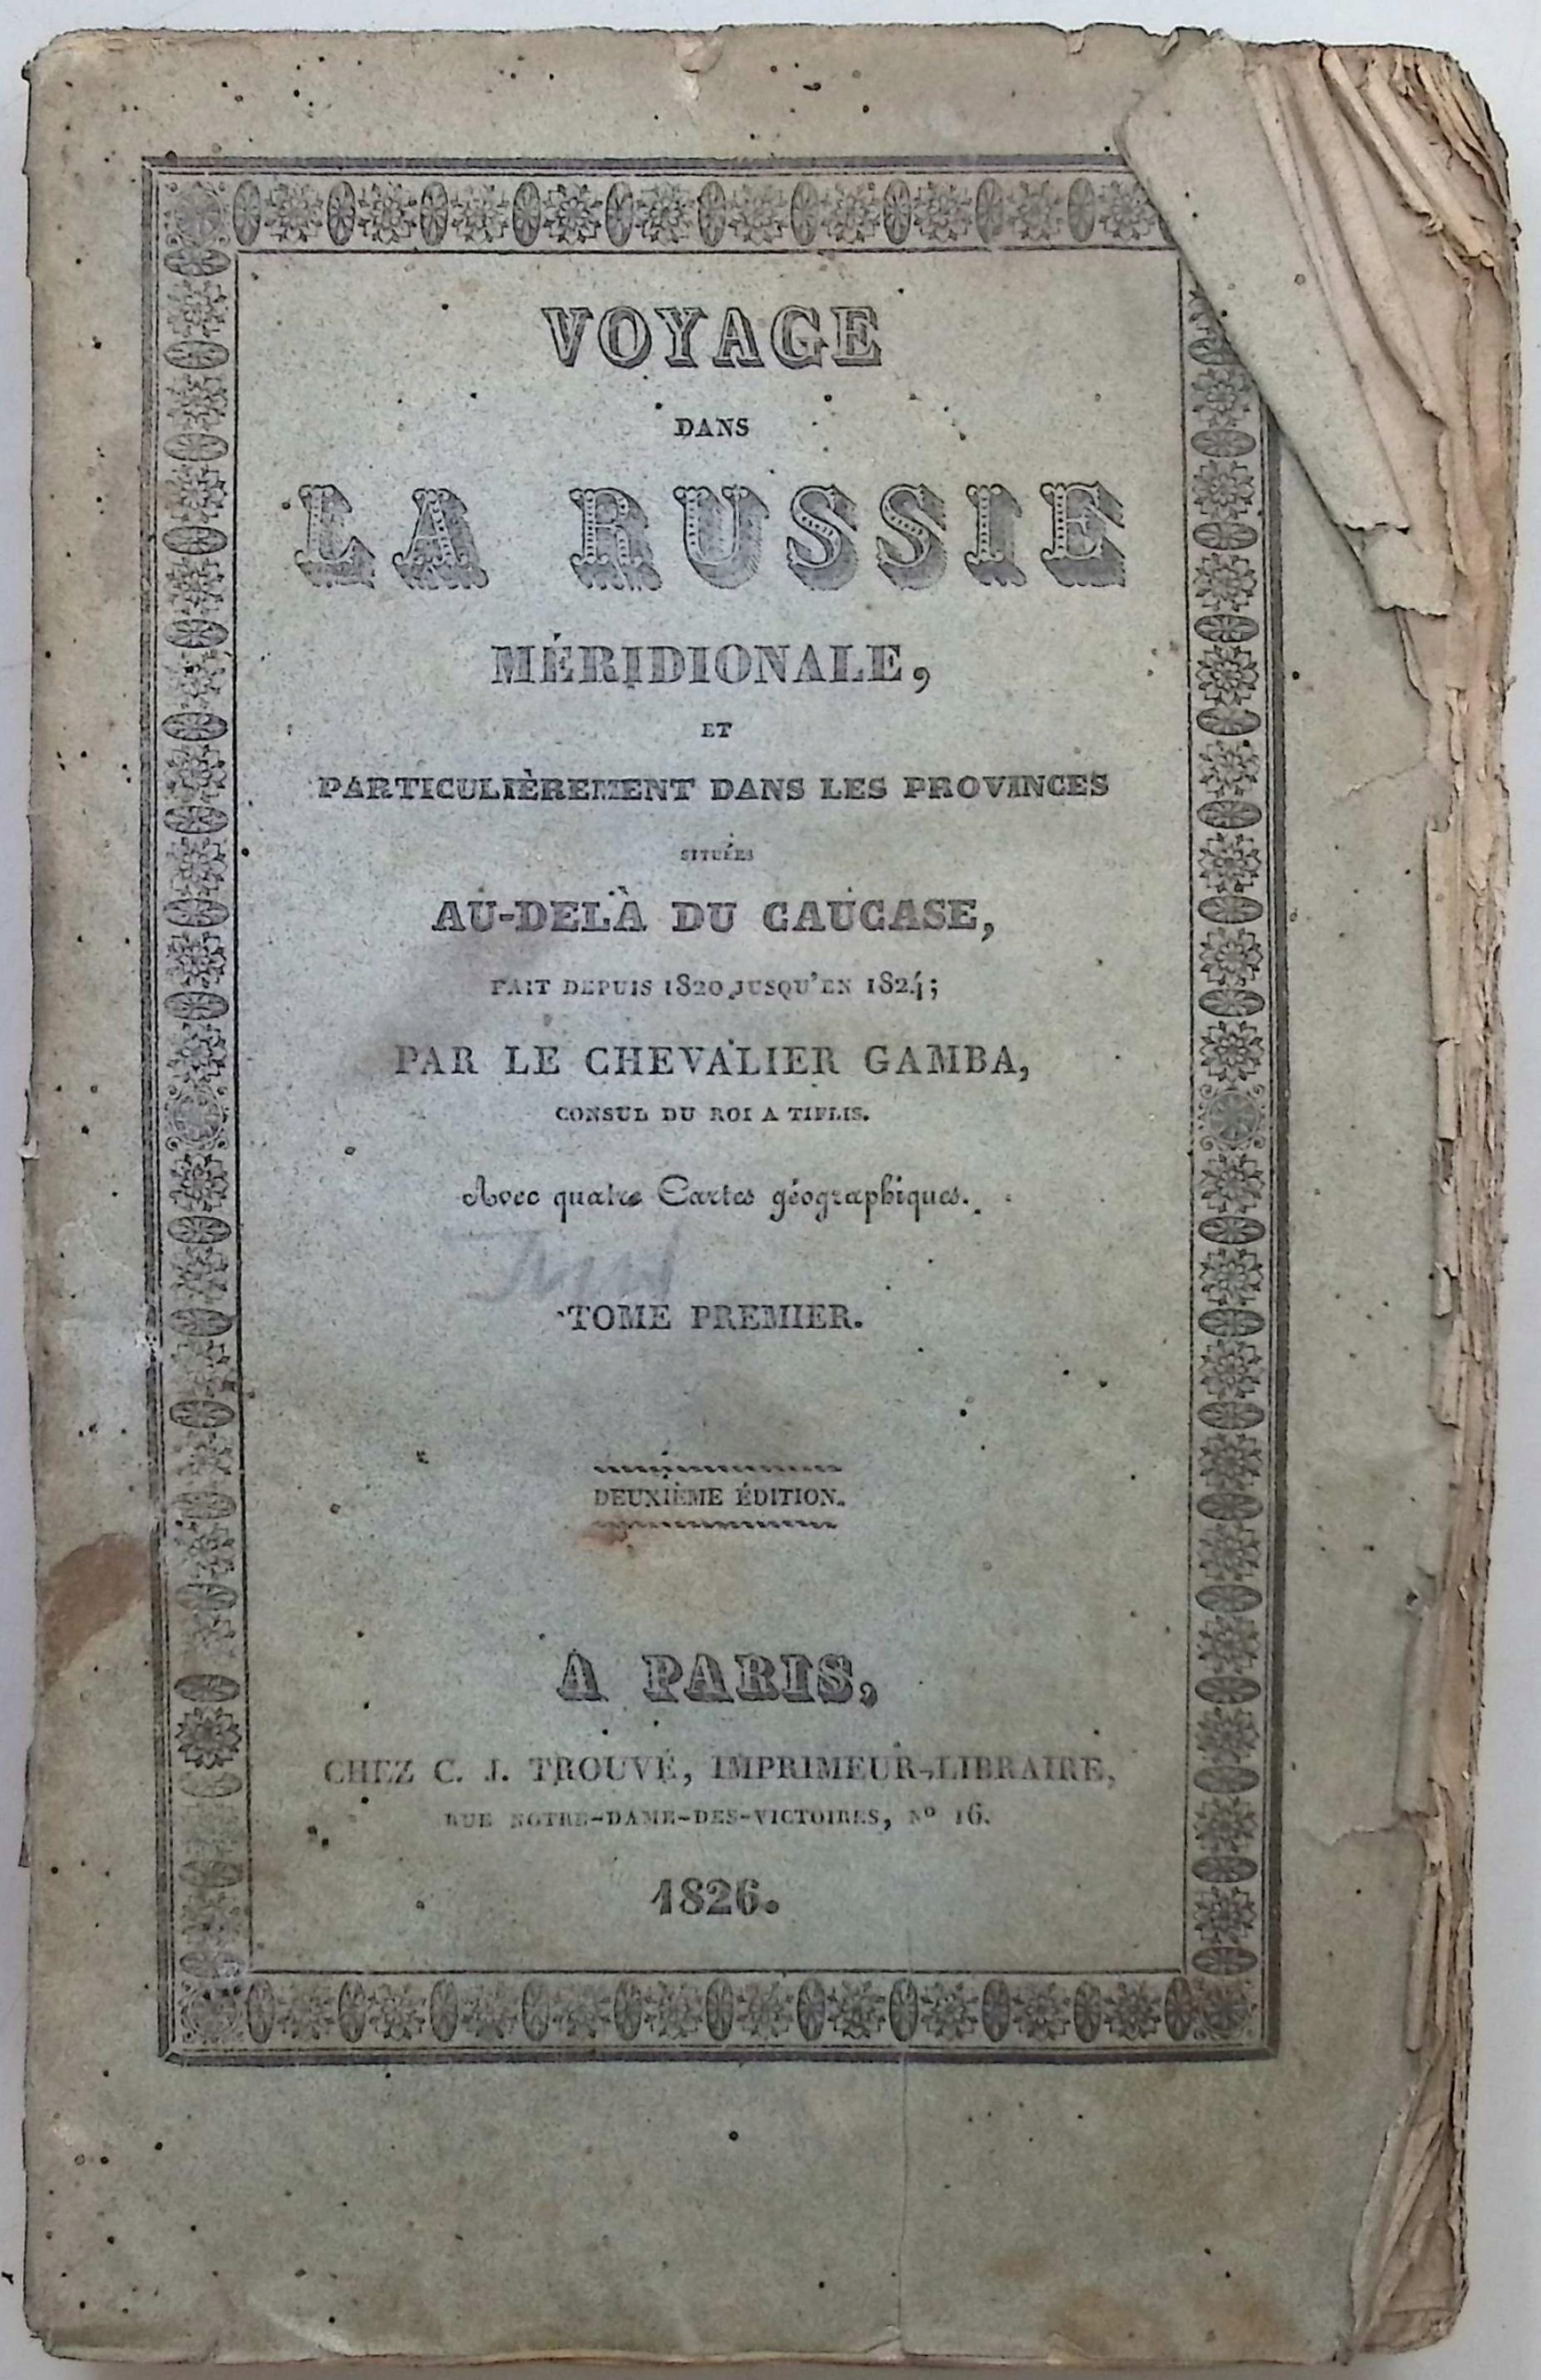 VOYAGE
DANS
LA RUSSIE
MÉRIDIONALE,
ET
PARTICULIÈREMENT DANS LES PROVINCES
SITUÉES
AU-DELÀ DU CAUCASE,
FAIT DEPUIS 1820 JUSQU'EN 1824;
PAR LE CHEVALIER GAMBA,
CONSUL DU ROI A TIFLIS.
Avec quatre Cartes géographiques.
TOME PREMIER.
DEUXIÈME ÉDITION.
A PARIS,
CHEZ C. J. TROUVÉ, IMPRIMEUR-LIBRAIRE,
RUE NOTRE-DAME-DES-VICTOIRES, Nº 16.
1826.